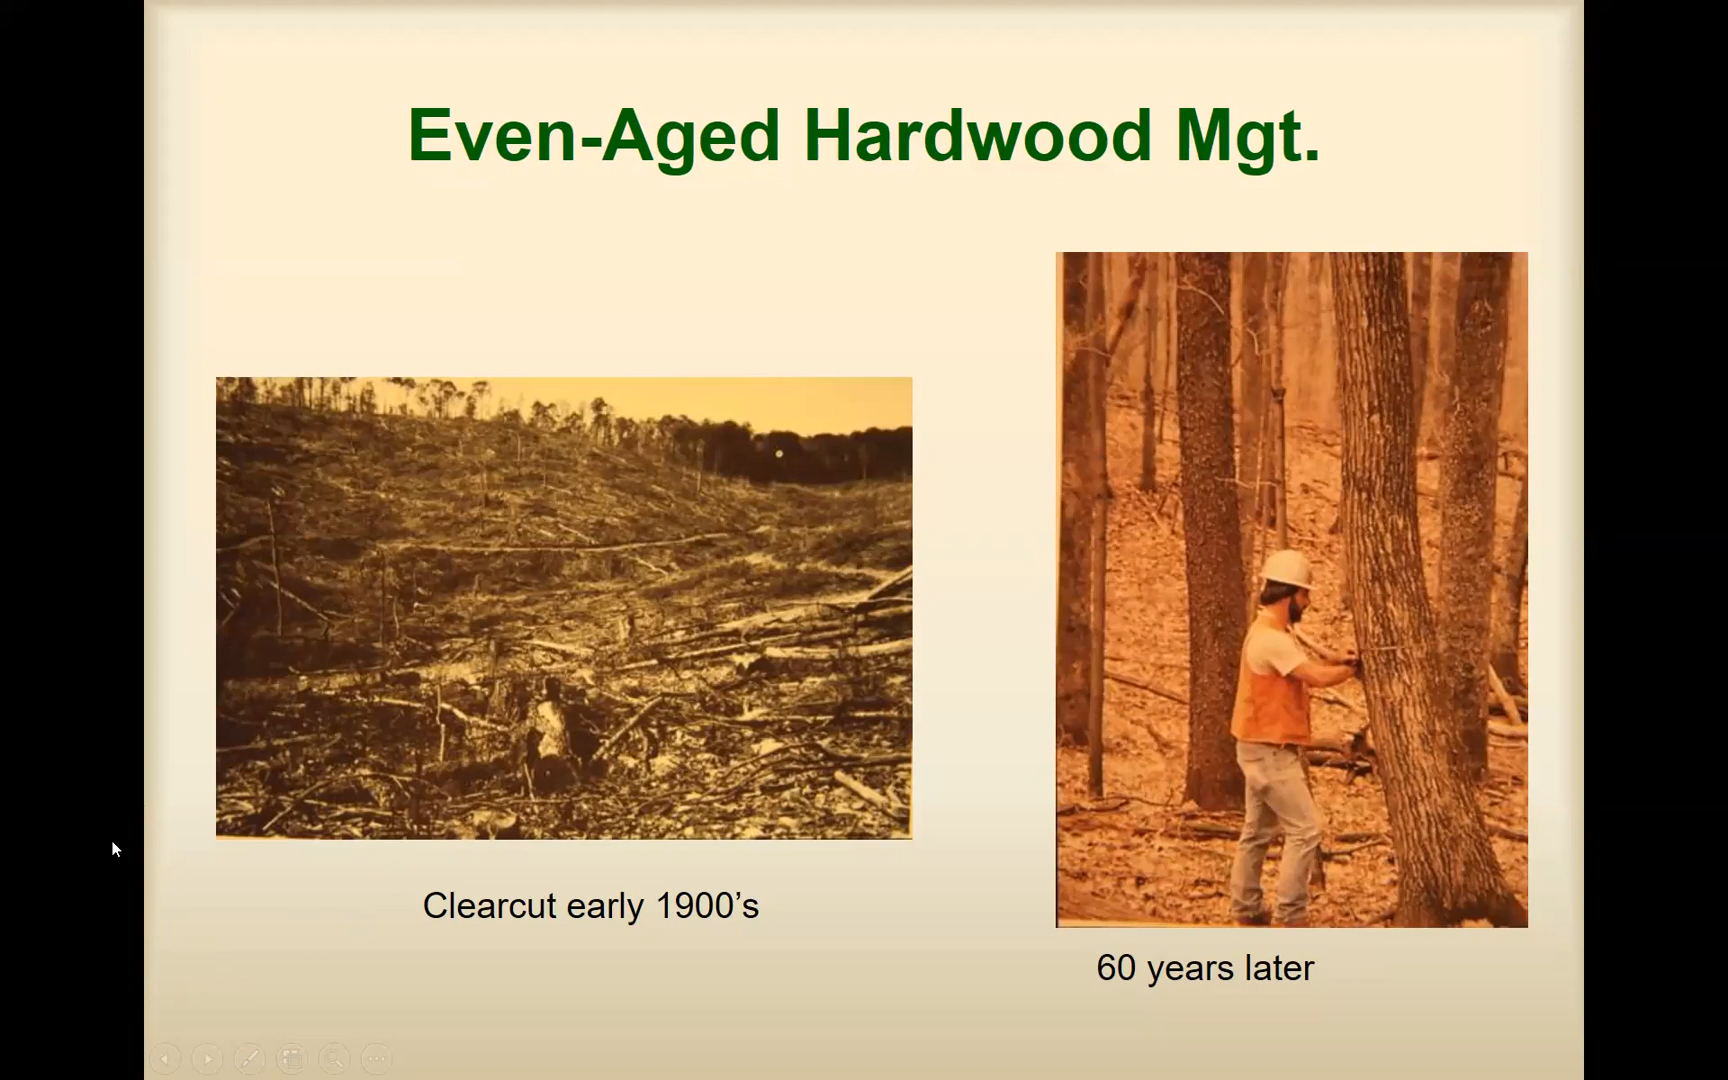 Even-Aged Hardwood Mgt.
Clearcut early 1900’s
60 years later